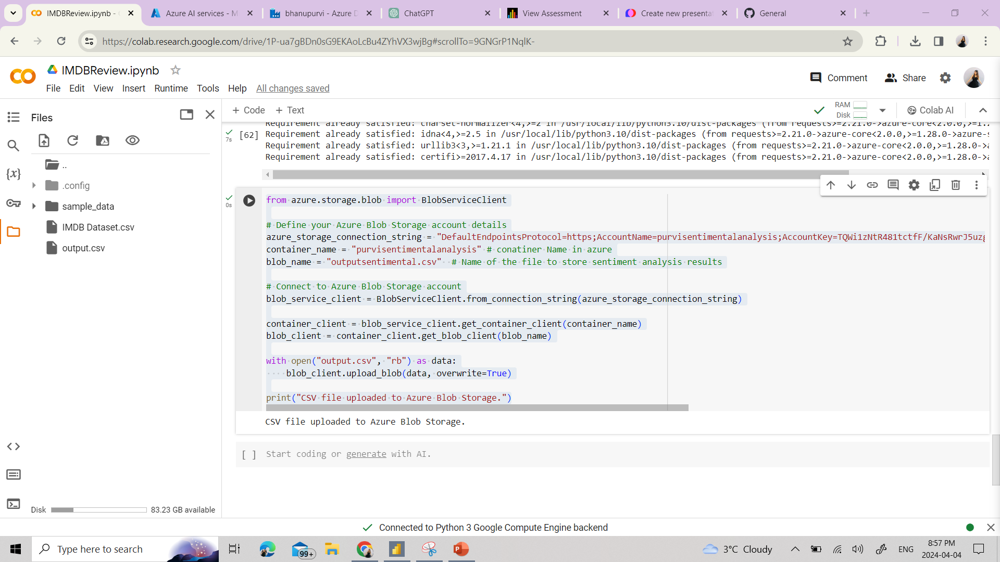 IMDBReview.ipynb -
Azure AI services - M
bhanupurvi - Azure D
ChatGPT
View Assessment
Create new presenta
General
https://colab.research.google.com/drive/1P-ua7gBDn0sG9EKAoLcBu4ZYhVX3wjBg#scrollTo=9GNGrP1NqlK-
IMDBReview.ipynb
Comment
Share
File Edit View Insert Runtime Tools Help All changes saved
Files
+ Code + Text
RAM
Disk
Colab AI
..
.config
sample_data
IMDB Dataset.csv
output.csv
Disk
83.23 GB available
7s
[62]
Requirement already satisfied: charset-normalizer<4,>=2 in /usr/local/lib/python3.10/dist-packages (from requests>=2.21.0->azure-core<2.0.0,>=1.2
Requirement already satisfied: idna<4,>=2.5 in /usr/local/lib/python3.10/dist-packages (from requests>=2.21.0->azure-core<2.0.0,>=1.28.0->azure-s
Requirement already satisfied: urllib3<3,>=1.21.1 in /usr/local/lib/python3.10/dist-packages (from requests>=2.21.0->azure-core<2.0.0,>=1.28.0->a
Requirement already satisfied: certifi>=2017.4.17 in /usr/local/lib/python3.10/dist-packages (from requests>=2.21.0->azure-core<2.0.0,>=1.28.0->a
0s
from azure.storage.blob import BlobServiceClient
# Define your Azure Blob Storage account details
azure_storage_connection_string = "DefaultEndpointsProtocol=https;AccountName=purvisentimentalanalysis;AccountKey=TQWi1zNtR481tctfF/KaNsRwrJ5uzg
container_name = "purvisentimentalanalysis" # conatiner Name in azure
blob_name = "outputsentimental.csv"  # Name of the file to store sentiment analysis results
# Connect to Azure Blob Storage account
blob_service_client = BlobServiceClient.from_connection_string(azure_storage_connection_string)
container_client = blob_service_client.get_container_client(container_name)
blob_client = container_client.get_blob_client(blob_name)
with open("output.csv", "rb") as data:
    blob_client.upload_blob(data, overwrite=True)
print("CSV file uploaded to Azure Blob Storage.")
CSV file uploaded to Azure Blob Storage.
[ ] Start coding or generate with AI.
Connected to Python 3 Google Compute Engine backend
Type here to search
99+
3°C Cloudy
ENG
8:57 PM
2024-04-04